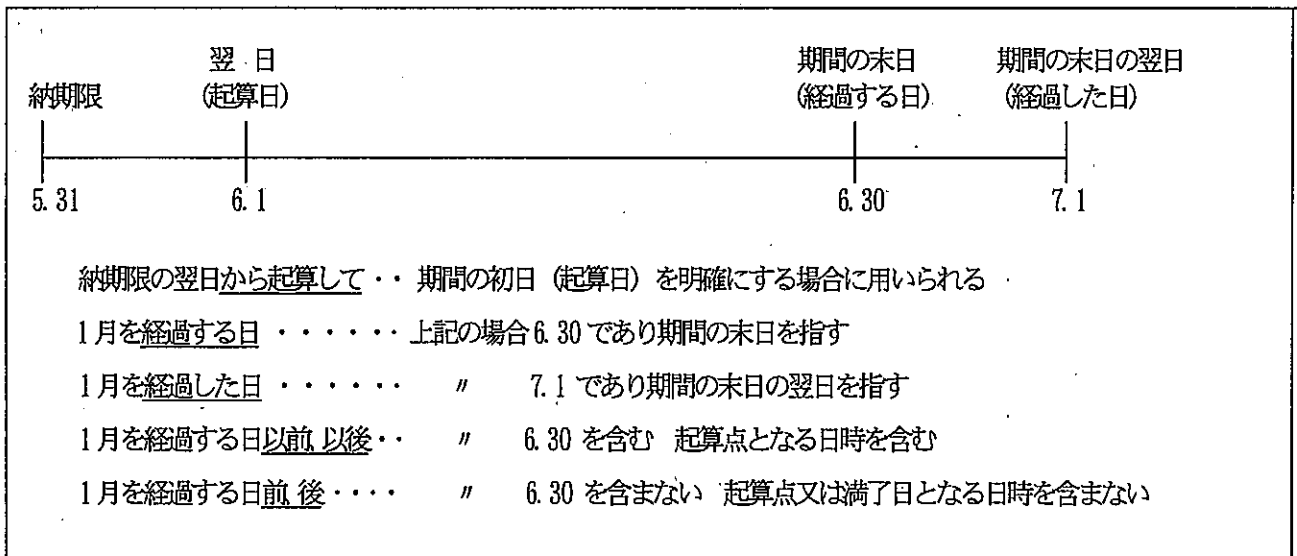 翌 日 期間の末日 期間の末日の翌日
納期限 (起算日) (経過する日) (経過した日)
5.31 6.1 6.30 7.1
納期限の翌日から起算して・・ 期間の初日 (起算日) を明確にする場合に用いられる
1月を経過する日 ・・・・・・ 上記の場合6.30であり期間の末日を指す
1月を経過した日 ・・・・・・ 〃 7.1であり期間の末日の翌日を指す
1月を経過する日以前,以後・・ 〃 6.30を含む 起算点となる日時を含む
1月を経過する日前,後・・・・ 〃 6.30を含まない 起算点又は満了日となる日時を含まない